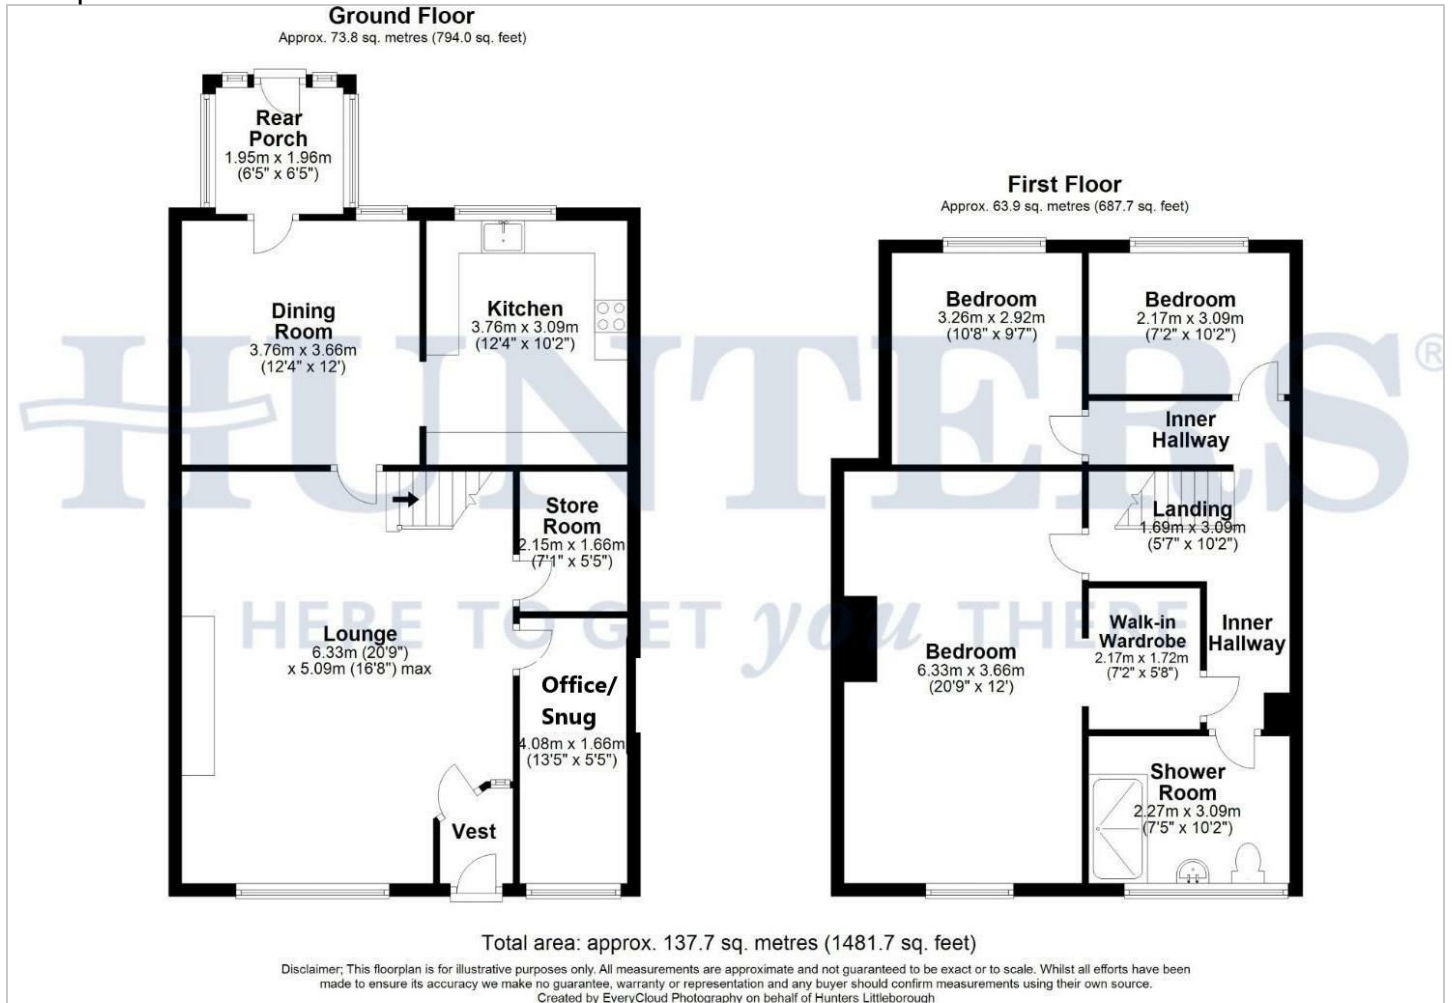 Ground Floor
Approx. 73.8 sq. metres (794.0 sq. feet)
Rear
Porch
1.95m x 1.96m
(6'5" x 6'5")
Dining
Room
3.76m x 3.66m
(12'4" x 12')
Kitchen
3.76m x 3.09m
(12'4" x 10'2")
Store
Room
2.15m x 1.66m
(7'1" x 5'5")
Lounge
6.33m (20'9")
x 5.09m (16'8") max
Office/
Snug
4.08m x 1.66m
(13'5" x 5'5")
Vest
First Floor
Approx. 63.9 sq. metres (687.7 sq. feet)
Bedroom
3.26m x 2.92m
(10'8" x 9'7")
Bedroom
2.17m x 3.09m
(7'2" x 10'2")
Inner
Hallway
Landing
1.69m x 3.09m
(5'7" x 10'2")
Bedroom
6.33m x 3.66m
(20'9" x 12')
Walk-in
Wardrobe
2.17m x 1.72m
(7'2" x 5'8")
Inner
Hallway
Shower
Room
2.27m x 3.09m
(7'5" x 10'2")
HUNTERS®
HERE TO GET you THERE
Total area: approx. 137.7 sq. metres (1481.7 sq. feet)
Disclaimer; This floorplan is for illustrative purposes only. All measurements are approximate and not guaranteed to be exact or to scale. Whilst all efforts have been
made to ensure its accuracy we make no guarantee, warranty or representation and any buyer should confirm measurements using their own source.
Created by EveryCloud Photography on behalf of Hunters Littleborough